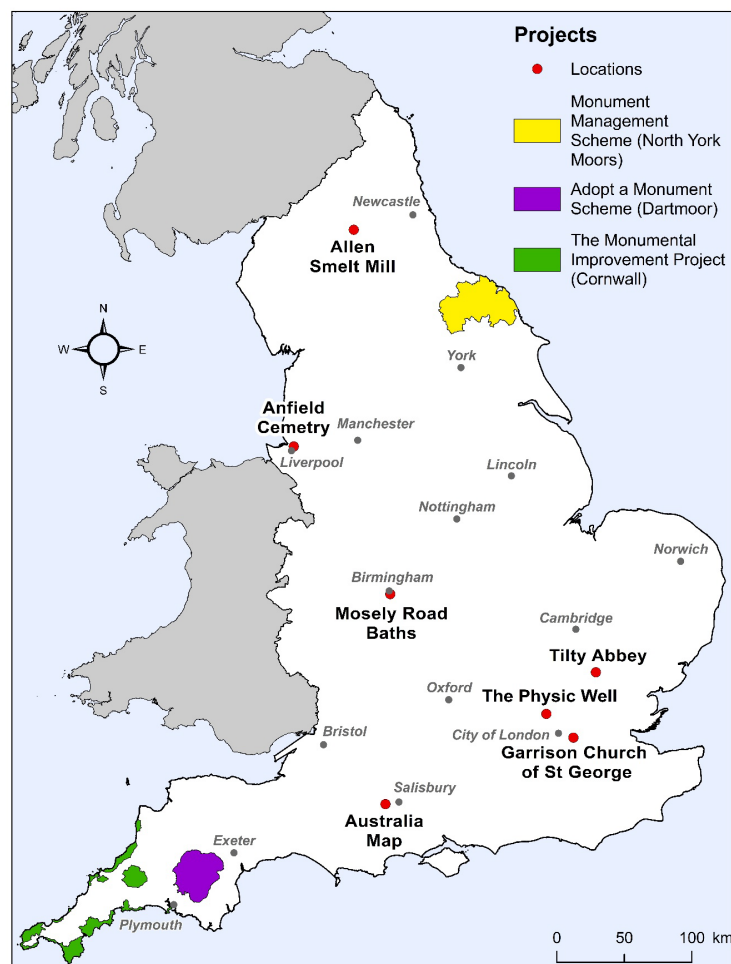 Projects
Locations
Monument
Management
Scheme (North York
Moors)
Adopt a Monument
Scheme (Dartmoor)
The Monumental
Improvement Project
(Cornwall)
Newcastle
Allen
Smelt Mill
N
W E
S
York
Anfield
Cemetry
Manchester
Liverpool
Lincoln
Nottingham
Norwich
Birmingham
Mosely Road
Baths
Cambridge
Tilty Abbey
Oxford
The Physic Well
Bristol
City of London
Garrison Church
of St George
Salisbury
Australia
Map
Exeter
Plymouth
0 50 100 km